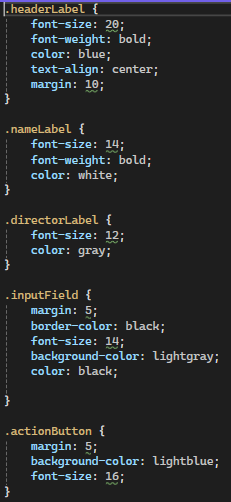 .headerLabel {
font-size: 20;
font-weight: bold;
color: blue;
text-align: center;
margin: 10;
}
.nameLabel {
font-size: 14;
font-weight: bold;
color: white;
}
.directorLabel {
font-size: 12;
color: gray;
}
.inputField {
margin: 5;
border-color: black;
font-size: 14;
background-color: lightgray;
color: black;
}
.actionButton {
margin: 5;
background-color: lightblue;
font-size: 16;
}